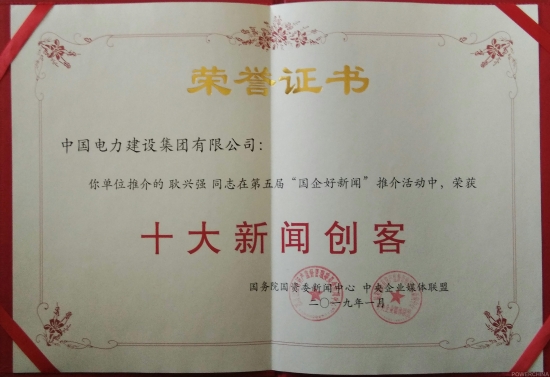 荣誉证书
中国电力建设集团有限公司：
你单位推介的 耿兴强 同志在第五届“国企好新闻”推介活动中，荣获
十大新闻创客
国务院国资委新闻中心 中央企业媒体联盟
二〇一九年一月
POWERCHINA